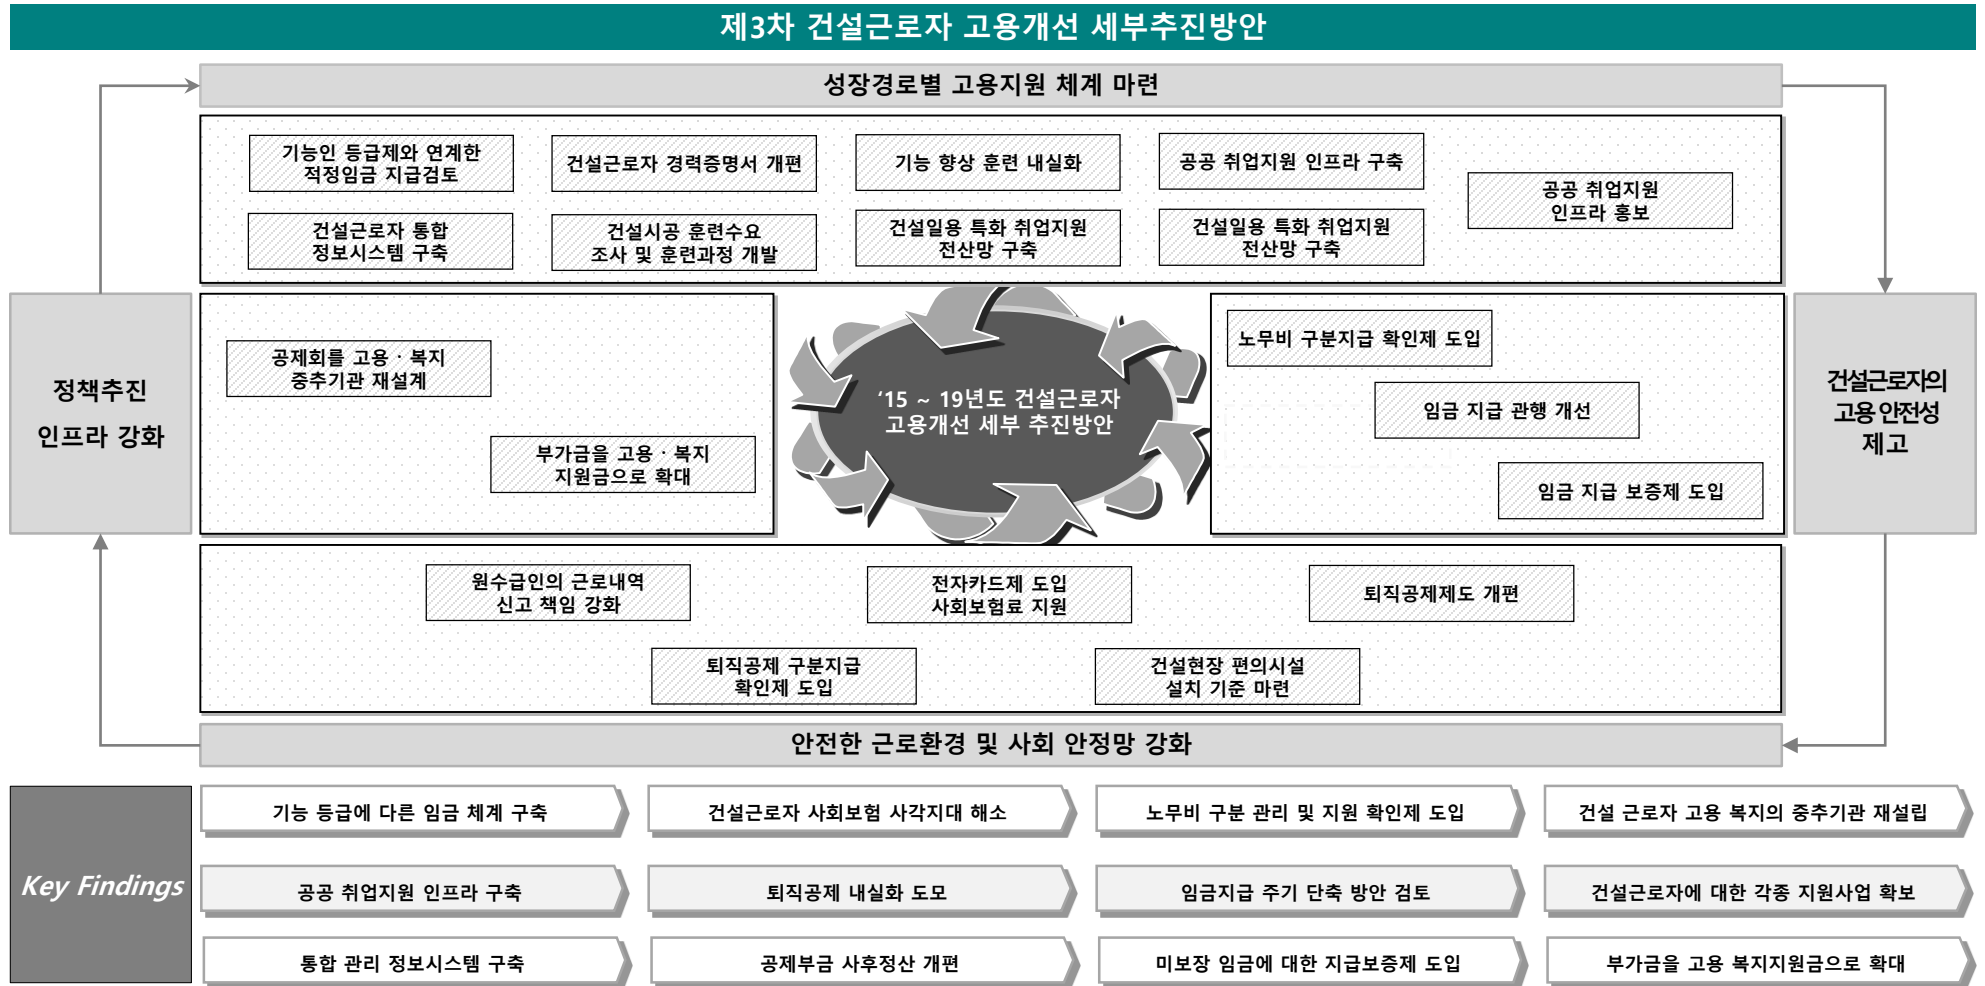 제3차 건설근로자 고용개선 세부추진방안
성장경로별 고용지원 체계 마련
기능인 등급제와 연계한
적정임금 지급검토
건설근로자 경력증명서 개편
기능 향상 훈련 내실화
공공 취업지원 인프라 구축
공공 취업지원
인프라 홍보
건설근로자 통합
정보시스템 구축
건설시공 훈련수요
조사 및 훈련과정 개발
건설일용 특화 취업지원
전산망 구축
건설일용 특화 취업지원
전산망 구축
정책추진
인프라 강화
공제회를 고용 · 복지
중추기관 재설계
부가금을 고용 · 복지
지원금으로 확대
‘15 ~ 19년도 건설근로자
고용개선 세부 추진방안
노무비 구분지급 확인제 도입
임금 지급 관행 개선
임금 지급 보증제 도입
건설근로자의
고용 안전성
제고
원수급인의 근로내역
신고 책임 강화
전자카드제 도입
사회보험료 지원
퇴직공제제도 개편
퇴직공제 구분지급
확인제 도입
건설현장 편의시설
설치 기준 마련
안전한 근로환경 및 사회 안정망 강화
Key Findings
기능 등급에 다른 임금 체계 구축
건설근로자 사회보험 사각지대 해소
노무비 구분 관리 및 지원 확인제 도입
건설 근로자 고용 복지의 중추기관 재설립
공공 취업지원 인프라 구축
퇴직공제 내실화 도모
임금지급 주기 단축 방안 검토
건설근로자에 대한 각종 지원사업 확보
통합 관리 정보시스템 구축
공제부금 사후정산 개편
미보장 임금에 대한 지급보증제 도입
부가금을 고용 복지지원금으로 확대